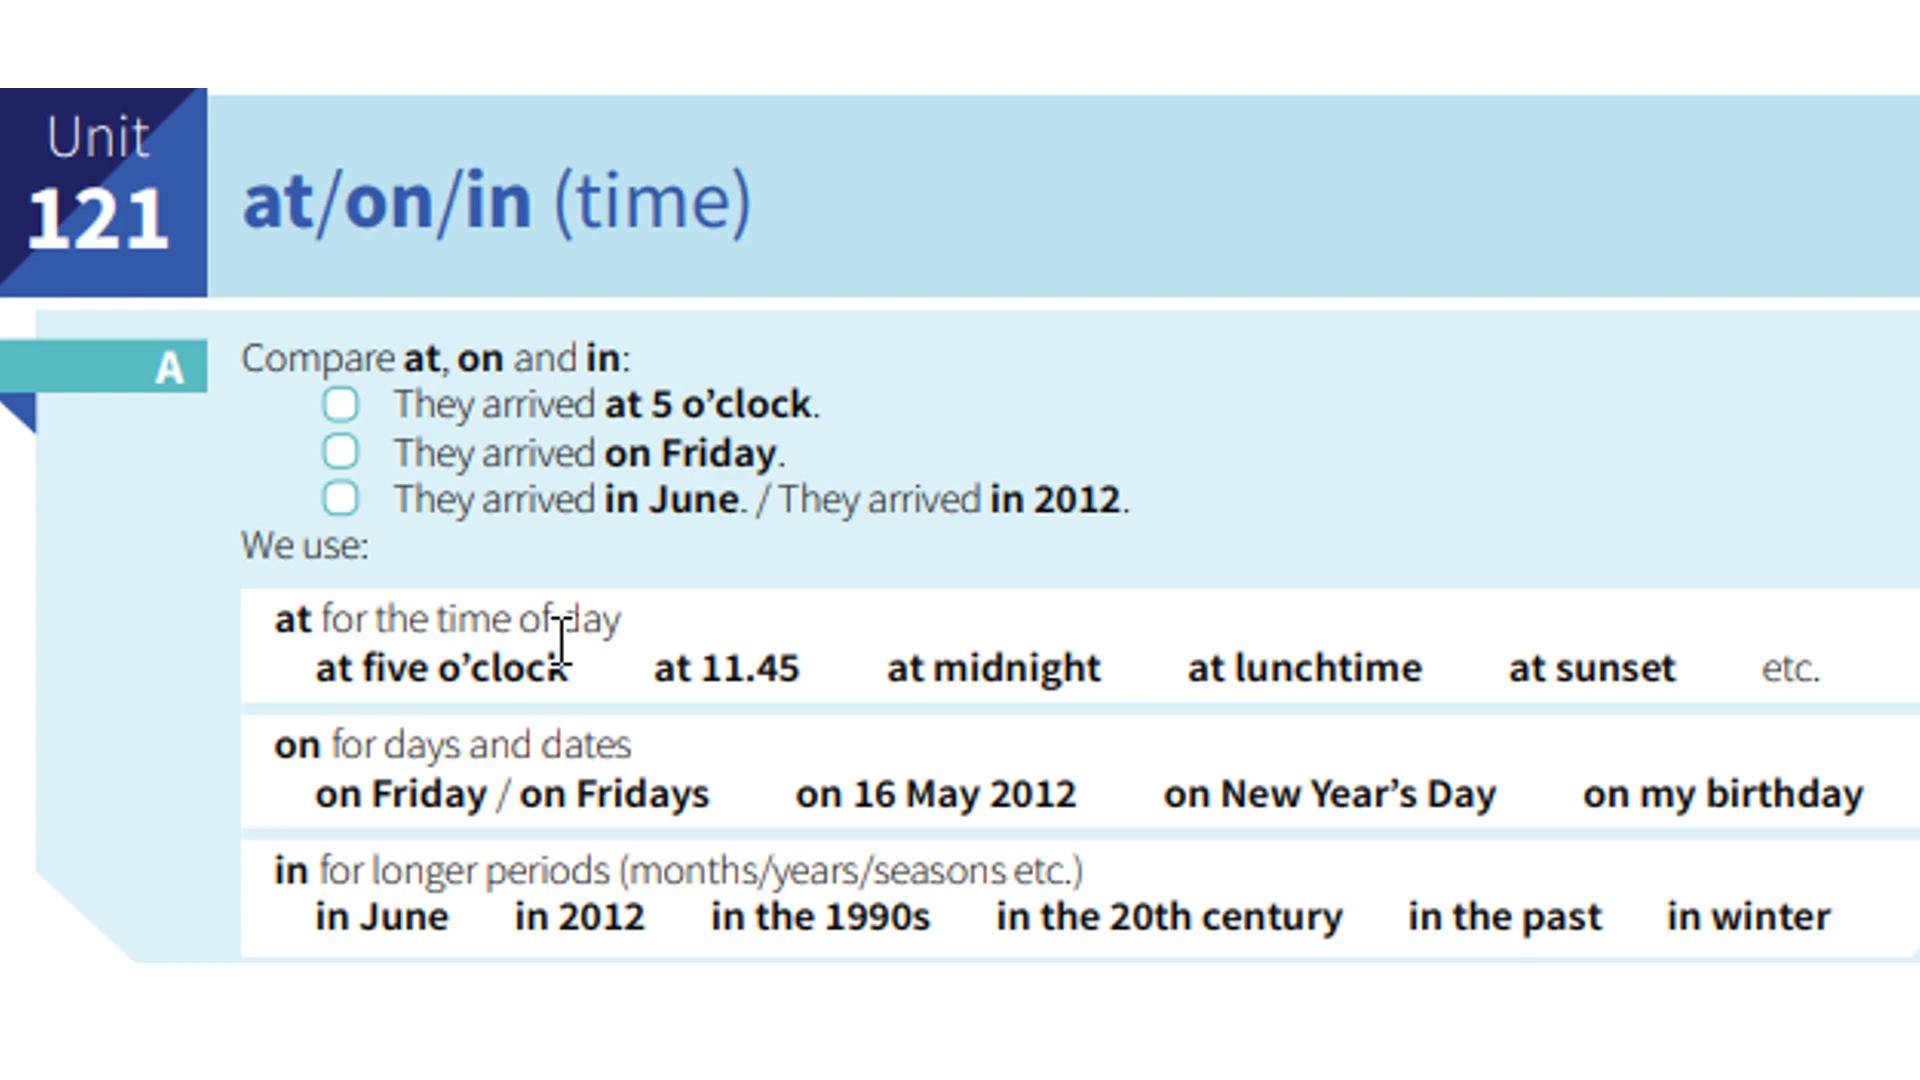 Unit
121
at/on/in (time)
A
Compare at, on and in:
They arrived at 5 o’clock.
They arrived on Friday.
They arrived in June. / They arrived in 2012.
We use:
at for the time of day
at five o’clock at 11.45 at midnight at lunchtime at sunset etc.
on for days and dates
on Friday / on Fridays on 16 May 2012 on New Year’s Day on my birthday
in for longer periods (months/years/seasons etc.)
in June in 2012 in the 1990s in the 20th century in the past in winter